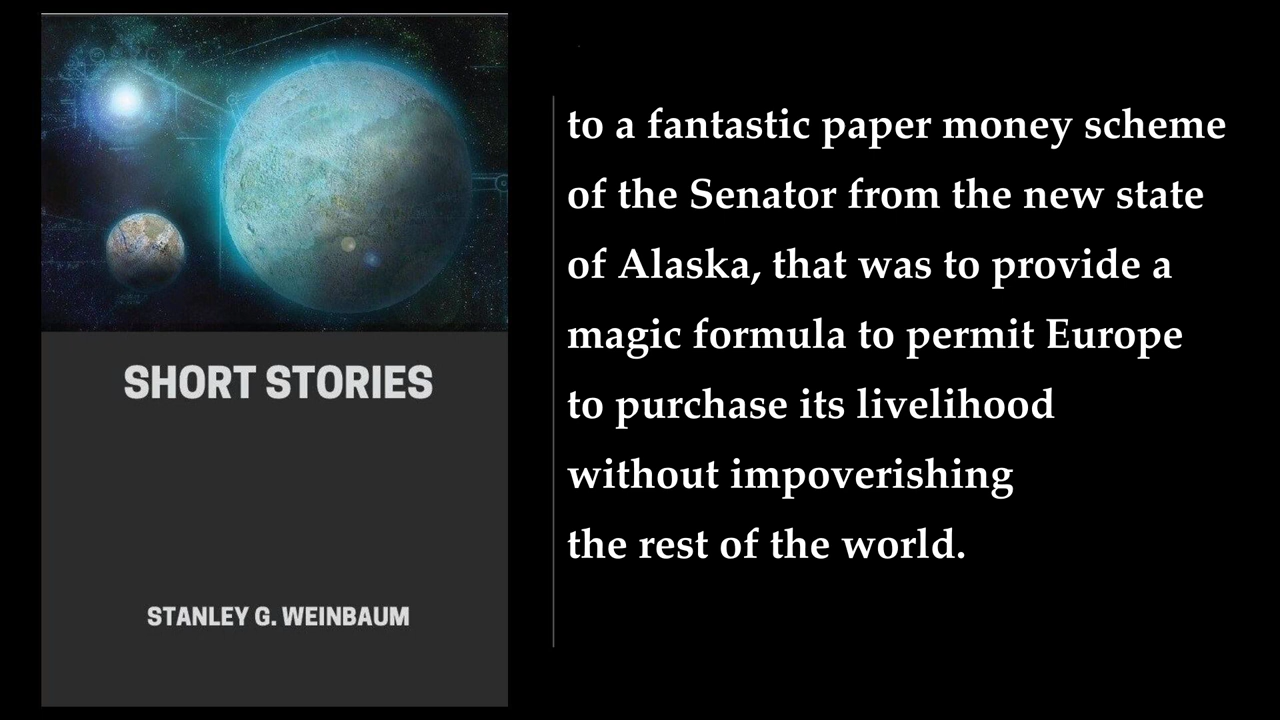 SHORT STORIES
STANLEY G. WEINBAUM
to a fantastic paper money scheme
of the Senator from the new state
of Alaska, that was to provide a
magic formula to permit Europe
to purchase its livelihood
without impoverishing
the rest of the world.